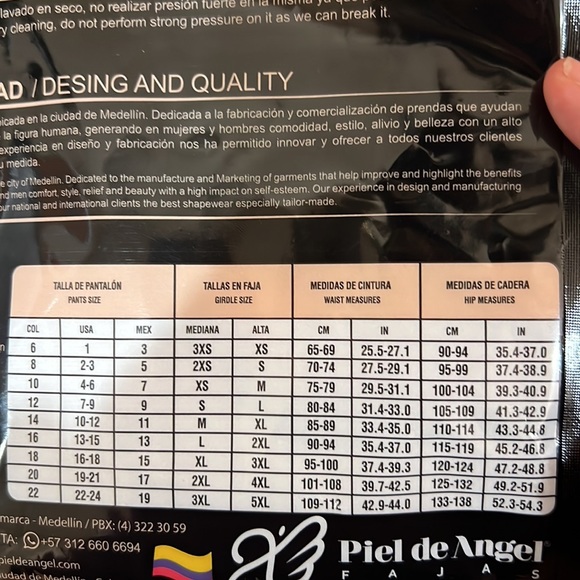 lavado en seco, no realizar presión fuerte en la misma ya que
ry cleaning, do not perform strong pressure on it as we can break it.
AD / DESING AND QUALITY
icada en la ciudad de Medellín. Dedicada a la fabricación y comercialización de prendas que ayudan
la figura humana, generando en mujeres y hombres comodidad, estilo, alivio y belleza con un alto
experiencia en diseño y fabricación nos ha permitido innovar y ofrecer a todos nuestros clientes
u medida.
e city of Medellin. Dedicated to the manufacture and Marketing of garments that help improve and highlight the benefits
nd men comfort, style, relief and beauty with a high impact on self-esteem. Our experience in design and manufacturing
our national and international clients the best shapewear especially tailor-made.
TALLA DE PANTALÓN TALLAS EN FAJA MEDIDAS DE CINTURA MEDIDAS DE CADERA
PANTS SIZE GIRDLE SIZE WAIST MEASURES HIP MEASURES
COL USA MEX MEDIANA ALTA CM IN CM IN
6 1 3 3XS XS 65-69 25.5-27.1 90-94 35.4-37.0
8 2-3 5 2XS S 70-74 27.5-29.1 95-99 37.4-38.9
10 4-6 7 XS M 75-79 29.5-31.1 100-104 39.3-40.9
12 7-9 9 S L 80-84 31.4-33.0 105-109 41.3-42.9
14 10-12 11 M XL 85-89 33.4-35.0 110-114 43.3-44.8
16 13-15 13 L 2XL 90-94 35.4-37.0 115-119 45.2-46.8
18 16-18 15 XL 3XL 95-100 37.4-39.3 120-124 47.2-48.8
20 19-21 17 2XL 4XL 101-108 39.7-42.5 125-132 49.2-51.9
22 22-24 19 3XL 5XL 109-112 42.9-44.0 133-138 52.3-54.3
marca - Medellín / PBX: (4) 322 30 59
TA: +57 312 660 6694
pieldeangel.com
Piel de Angel
FAJAS